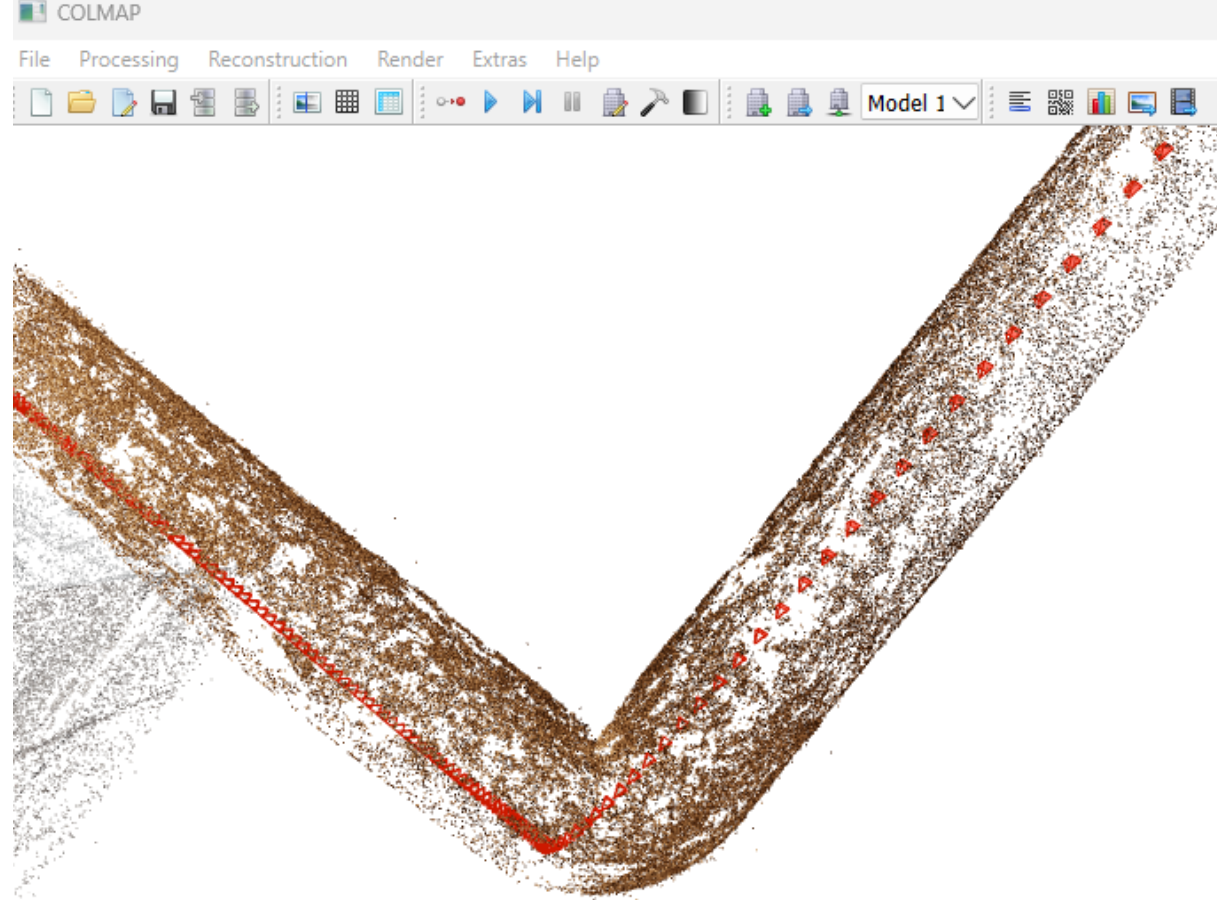 COLMAP
File Processing Reconstruction Render Extras Help
Model 1